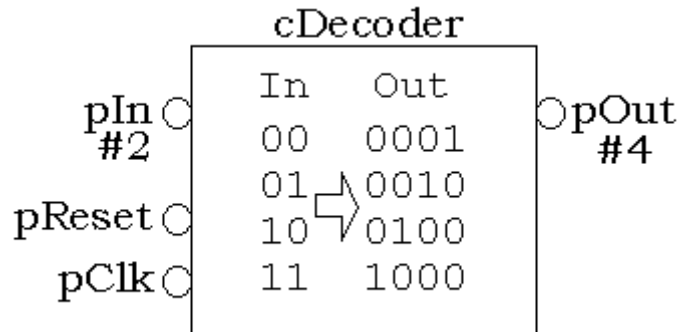 cDecoder
In Out
pIn
#2
pOut
#4
00 0001
01 0010
pReset
10 0100
pClk
11 1000